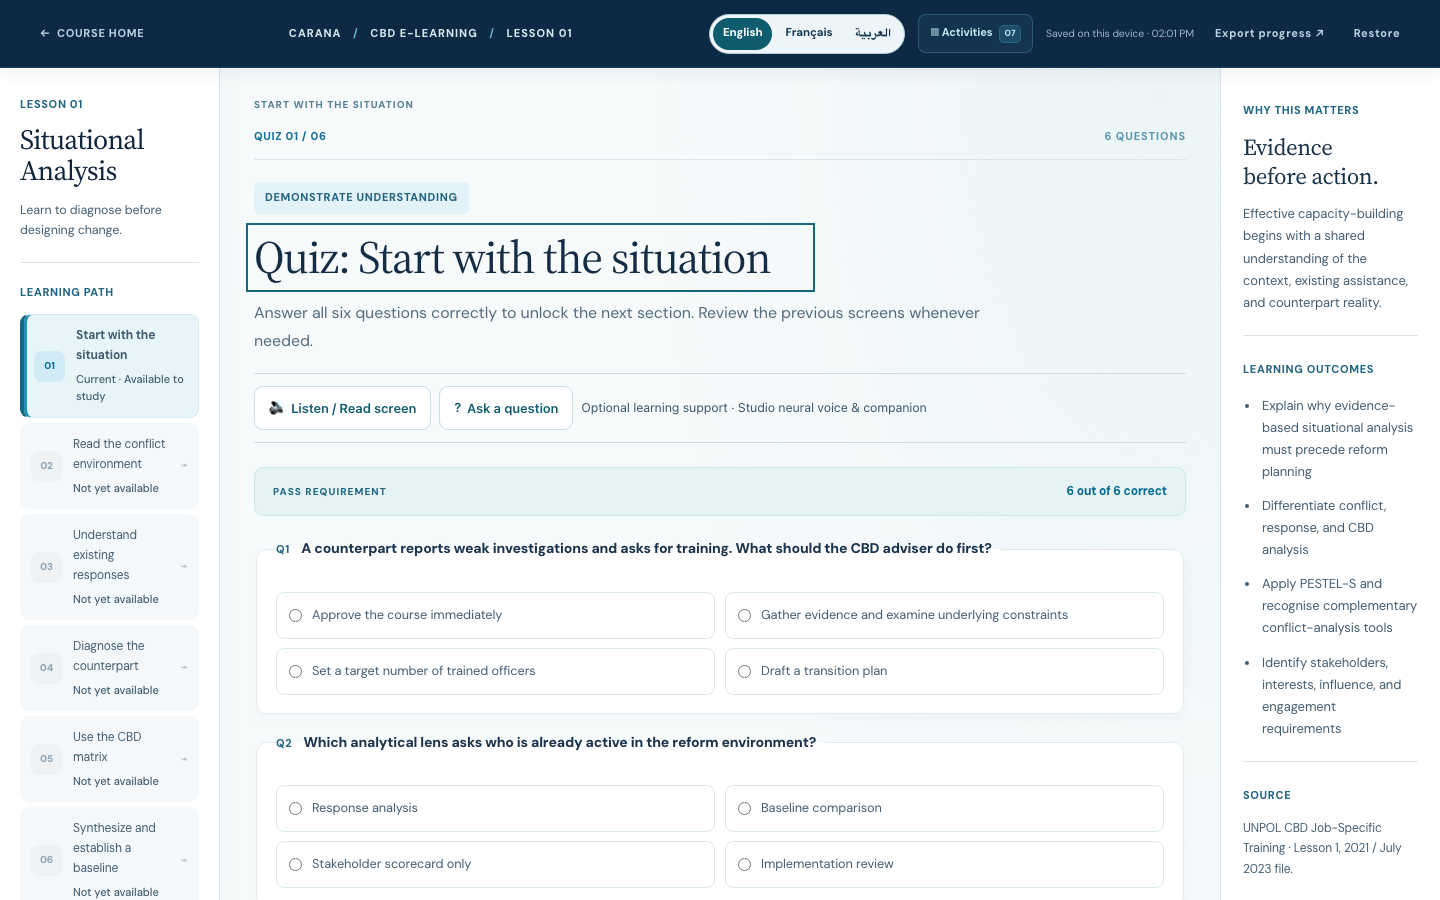 ← COURSE HOME
CARANA / CBD E-LEARNING / LESSON 01
English Français العربية
Activities 07
Saved on this device · 02:01 PM
Export progress ↗
Restore
LESSON 01
Situational
Analysis
Learn to diagnose before
designing change.
LEARNING PATH
01
Start with the
situation
Current · Available to
study
02
Read the conflict
environment
Not yet available
03
Understand
existing
responses
Not yet available
04
Diagnose the
counterpart
Not yet available
05
Use the CBD
matrix
Not yet available
06
Synthesize and
establish a
baseline
Not yet available
START WITH THE SITUATION
QUIZ 01 / 06
6 QUESTIONS
DEMONSTRATE UNDERSTANDING
Quiz: Start with the situation
Answer all six questions correctly to unlock the next section. Review the previous screens whenever
needed.
Listen / Read screen
? Ask a question
Optional learning support · Studio neural voice & companion
PASS REQUIREMENT
6 out of 6 correct
Q1 A counterpart reports weak investigations and asks for training. What should the CBD adviser do first?
Approve the course immediately
Gather evidence and examine underlying constraints
Set a target number of trained officers
Draft a transition plan
Q2 Which analytical lens asks who is already active in the reform environment?
Response analysis
Baseline comparison
Stakeholder scorecard only
Implementation review
WHY THIS MATTERS
Evidence
before action.
Effective capacity-building
begins with a shared
understanding of the
context, existing assistance,
and counterpart reality.
LEARNING OUTCOMES
• Explain why evidence-
based situational analysis
must precede reform
planning
• Differentiate conflict,
response, and CBD
analysis
• Apply PESTEL-S and
recognise complementary
conflict-analysis tools
• Identify stakeholders,
interests, influence, and
engagement
requirements
SOURCE
UNPOL CBD Job-Specific
Training · Lesson 1, 2021 / July
2023 file.